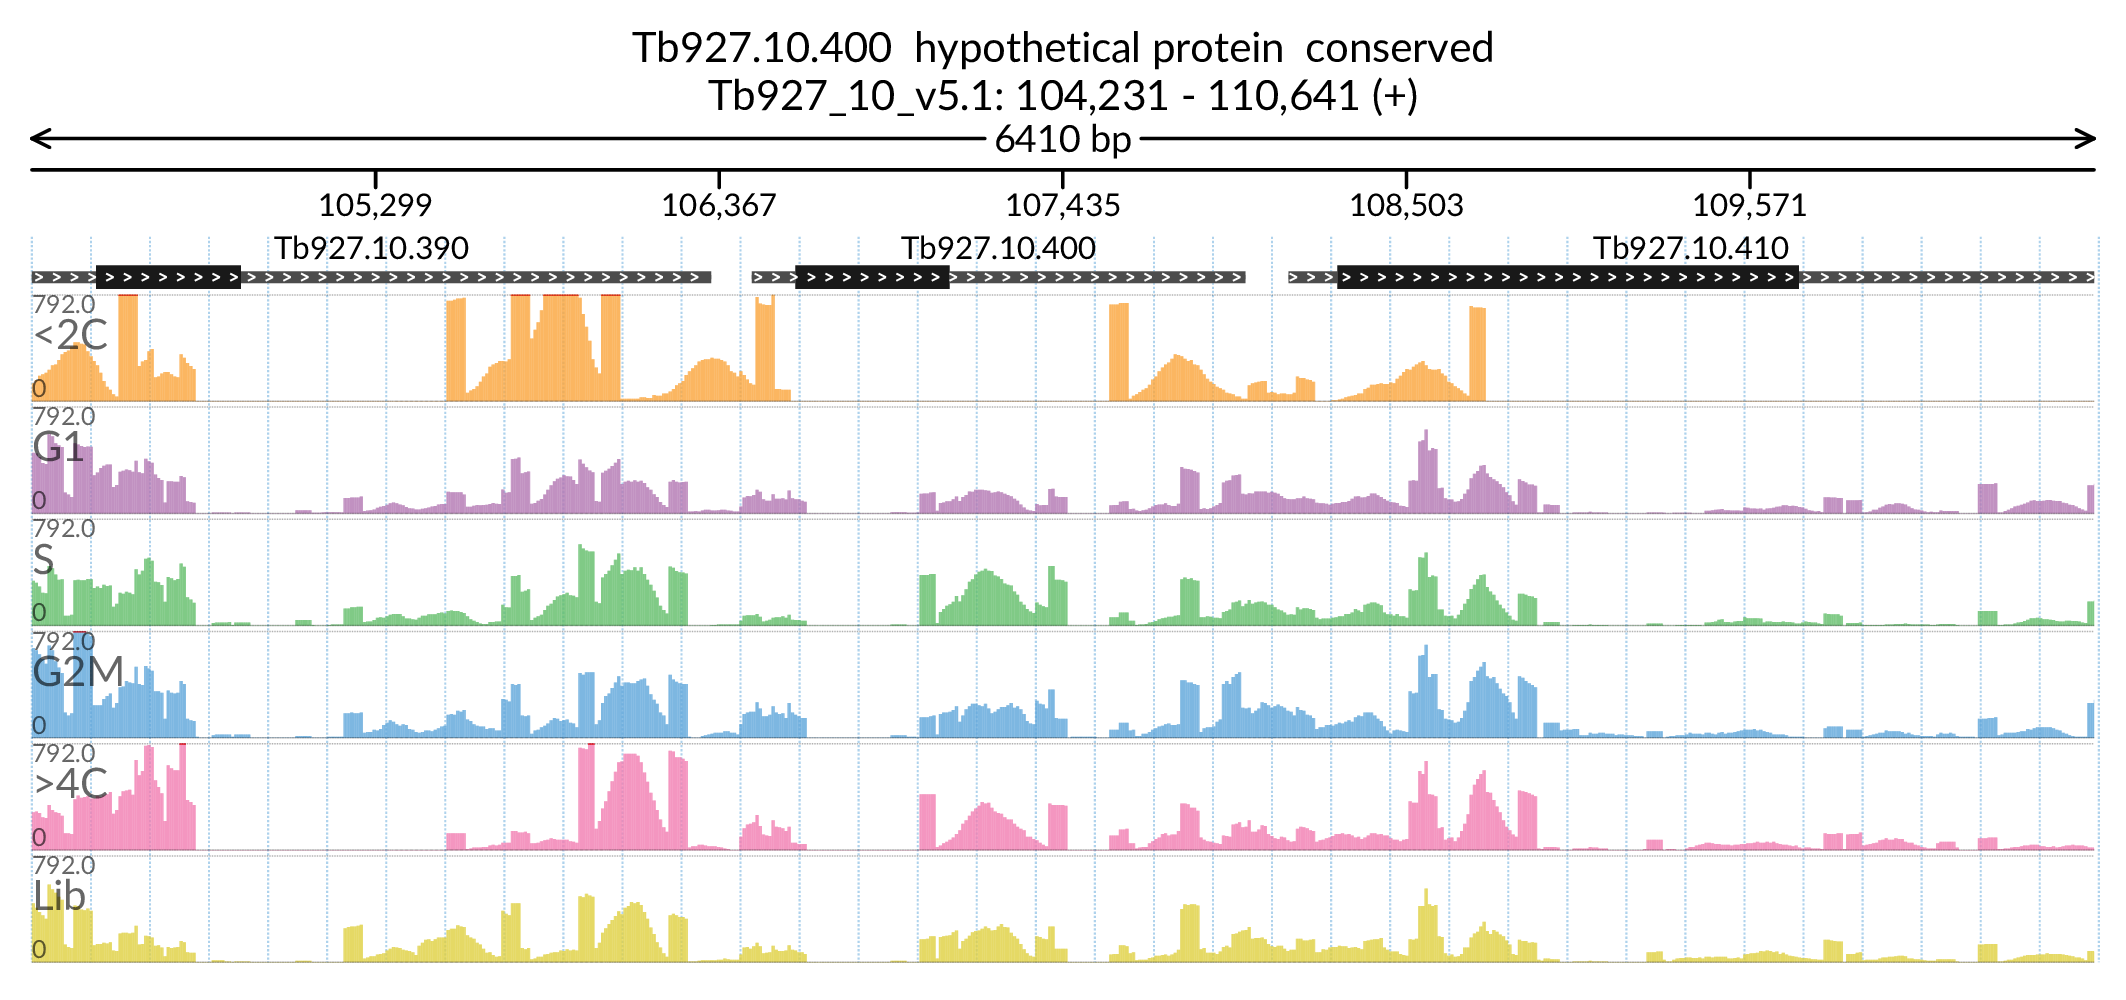 Tb927.10.400 hypothetical protein conserved
Tb927_10_v5.1: 104,231 - 110,641 (+)
6410 bp
105,299 106,367 107,435 108,503 109,571
Tb927.10.390 Tb927.10.400 Tb927.10.410
792.0
<2C
0
792.0
G1
0
792.0
S
0
792.0
G2M
0
792.0
>4C
0
792.0
Lib
0